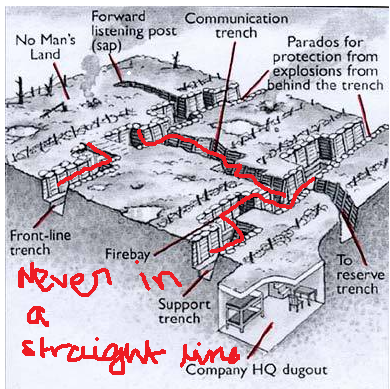 Forward
listening post
(sap)
Communication
trench
No Man's
Land
Parados for
protection from
explosions from
behind the trench
Front-line
trench
Firebay
Support
trench
To
reserve
trench
Company HQ dugout
Never in
a
straight line